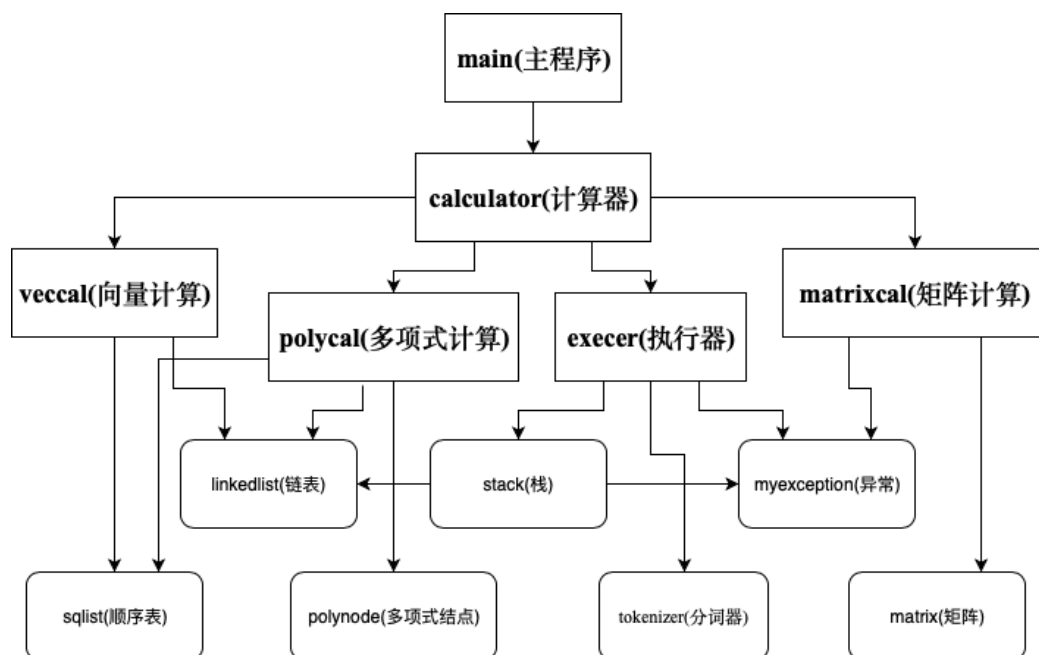 main(主程序)
calculator(计算器)
veccal(向量计算)
polycal(多项式计算)
execer(执行器)
matrixcal(矩阵计算)
linkedlist(链表)
stack(栈)
myexception(异常)
sqlist(顺序表)
polynode(多项式结点)
tokenizer(分词器)
matrix(矩阵)